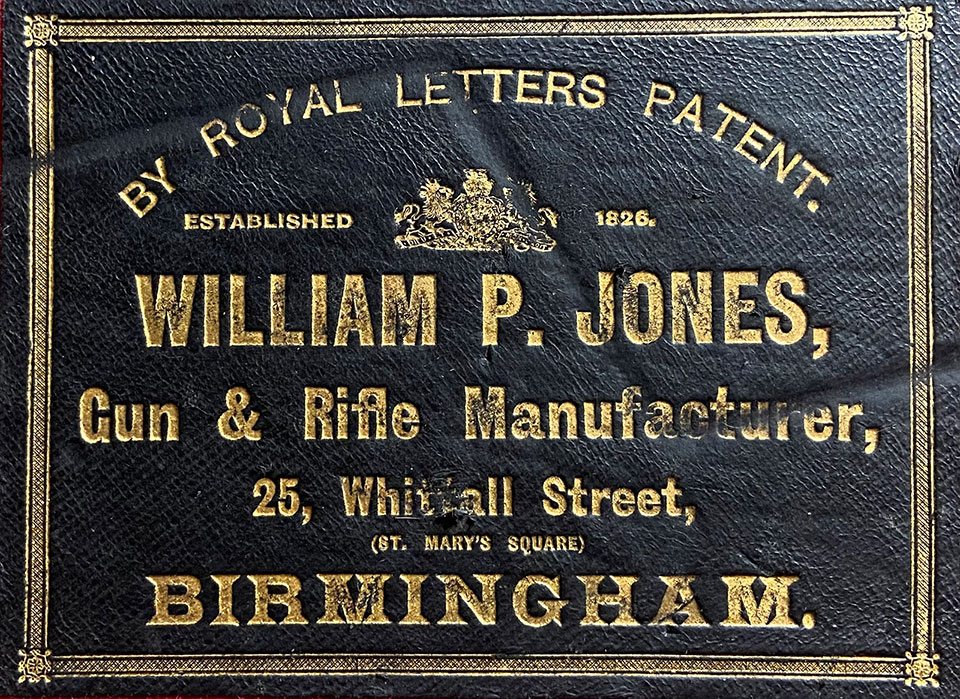 BY ROYAL LETTERS PATENT.
ESTABLISHED 1826.
WILLIAM P. JONES,
Gun & Rifle Manufacturer,
25, Whittall Street,
(ST. MARY'S SQUARE)
BIRMINGHAM.